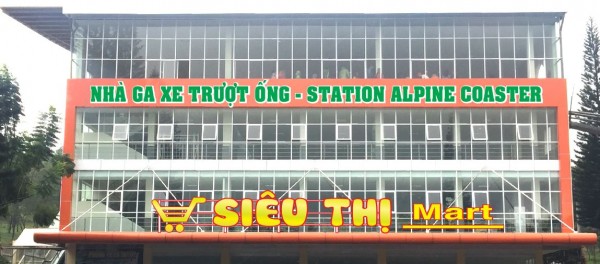 NHÀ GA XE TRƯỢT ỐNG - STATION ALPINE COASTER
SIÊU THỊ Mart